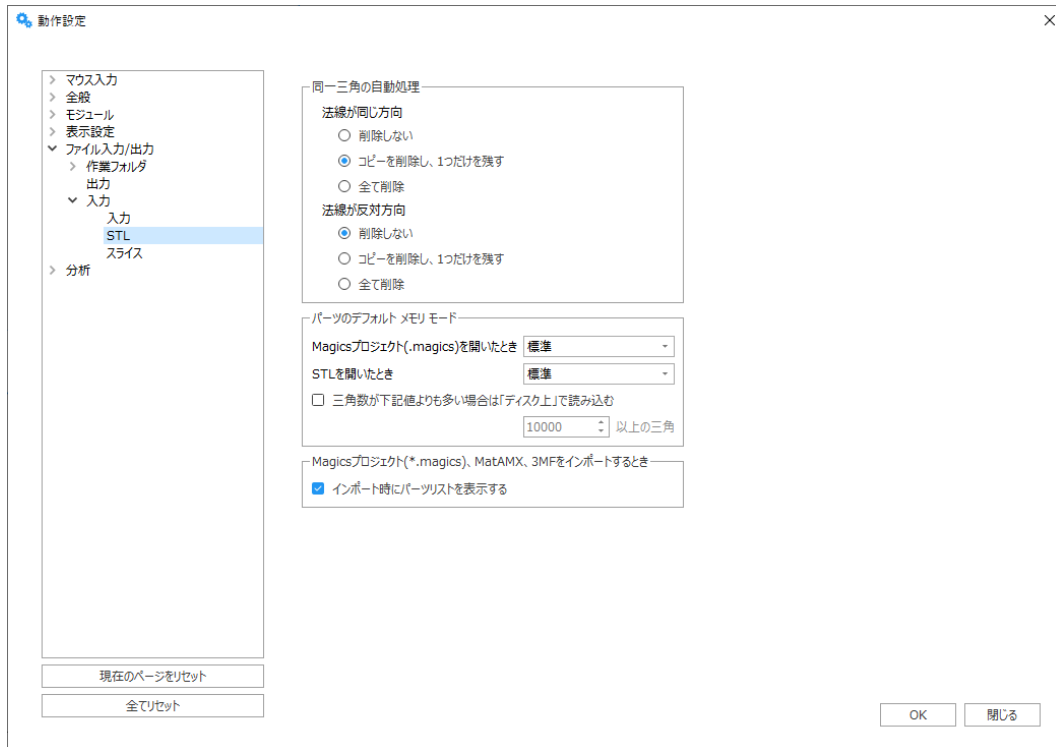 動作設定
マウス入力
全般
モジュール
表示設定
ファイル入力/出力
作業フォルダ
出力
入力
入力
STL
スライス
分析
現在のページをリセット
全てリセット
同一三角の自動処理
法線が同じ方向
削除しない
コピーを削除し、1つだけを残す
全て削除
法線が反対方向
削除しない
コピーを削除し、1つだけを残す
全て削除
パーツのデフォルト メモリ モード
Magicsプロジェクト(.magics)を開いたとき 標準
STLを開いたとき 標準
三角数が下記値よりも多い場合は「ディスク上」で読み込む
10000 以上の三角
Magicsプロジェクト(*.magics)、MatAMX、3MFをインポートするとき
インポート時にパーツリストを表示する
OK 閉じる